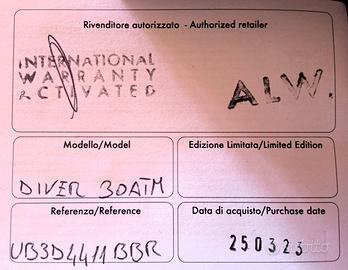 Rivenditore autorizzato - Authorized retailer
INTERNATIONAL
WARRANTY
ACTIVATED
ALW.
Modello/Model
Edizione Limitata/Limited Edition
DIVER 30ATM
Referenza/Reference
Data di acquisto/Purchase date
UB3D4411BBR
250323